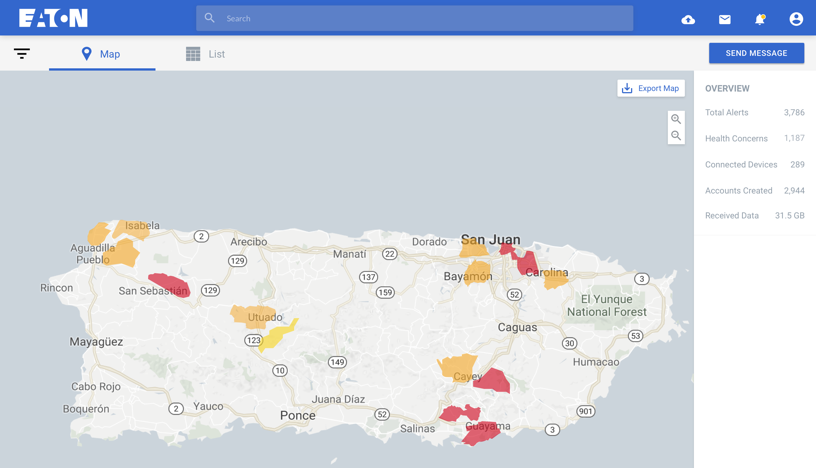 EATON
Search
Map
List
SEND MESSAGE
Export Map
OVERVIEW
Total Alerts 3,786
Health Concerns 1,187
Connected Devices 289
Accounts Created 2,944
Received Data 31.5 GB
Isabela
2
Arecibo
Dorado
San Juan
Aguadilla
Pueblo
129
Manati
22
Rincon
San Sebastián
129
137
159
Bayamón
Carolina
3
52
El Yunque
National Forest
Utuado
Caguas
Mayagüez
123
30
53
149
Humacao
10
Cayey
Cabo Rojo
Juana Díaz
Boquerón
2
Yauco
Ponce
52
901
Salinas
Guayama
3